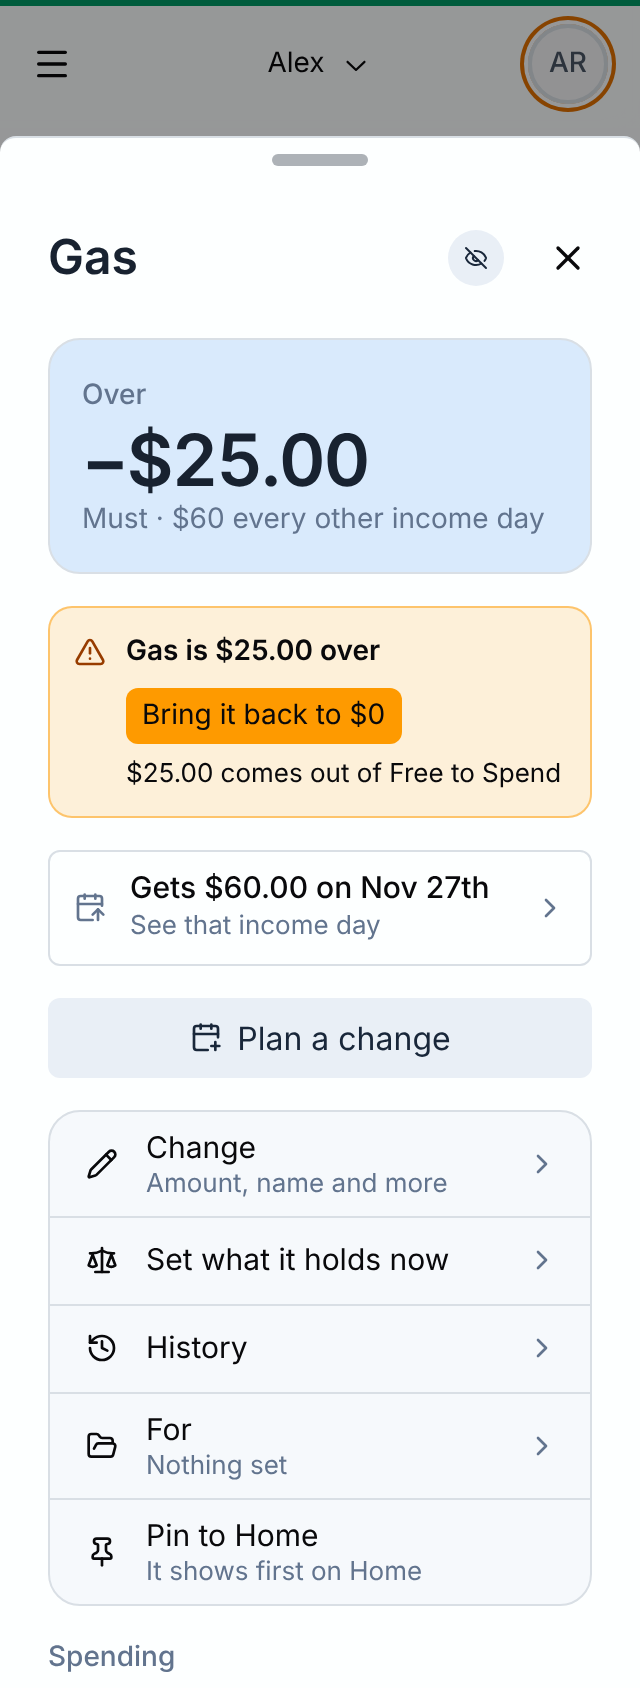 Alex
AR
Gas
Over
–$25.00
Must · $60 every other income day
Gas is $25.00 over
Bring it back to $0
$25.00 comes out of Free to Spend
Gets $60.00 on Nov 27th
See that income day
Plan a change
Change
Amount, name and more
Set what it holds now
History
For
Nothing set
Pin to Home
It shows first on Home
Spending